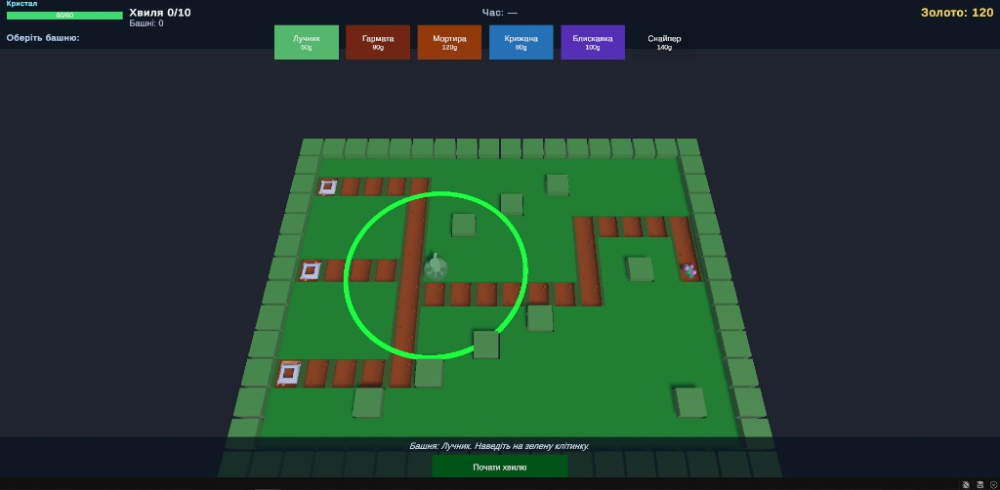 Кристал
60/60
Хвиля 0/10
Башні: 0
Час: —
Золото: 120
Оберіть башню:
Лучник
50g
Гармата
90g
Мортира
120g
Крижана
80g
Блискавка
100g
Снайпер
140g
Башня: Лучник. Наведіть на зелену клітинку.
Почати хвилю